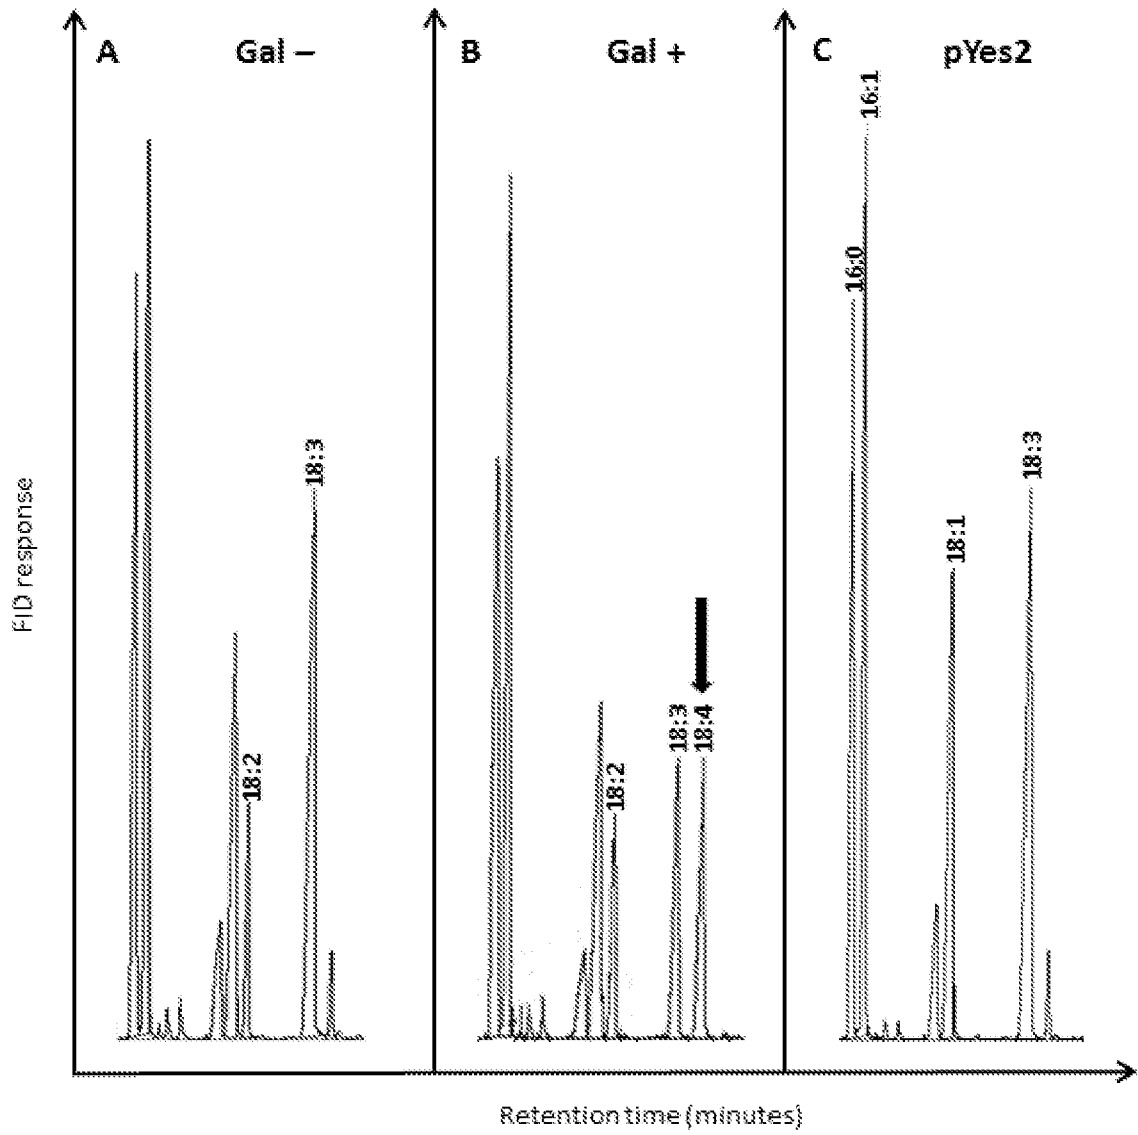 A Gal –
B Gal +
C pYes2
16:1
16:0
18:3
18:2
18:2
18:3
18:4
18:1
18:3
FID response
Retention time (minutes)